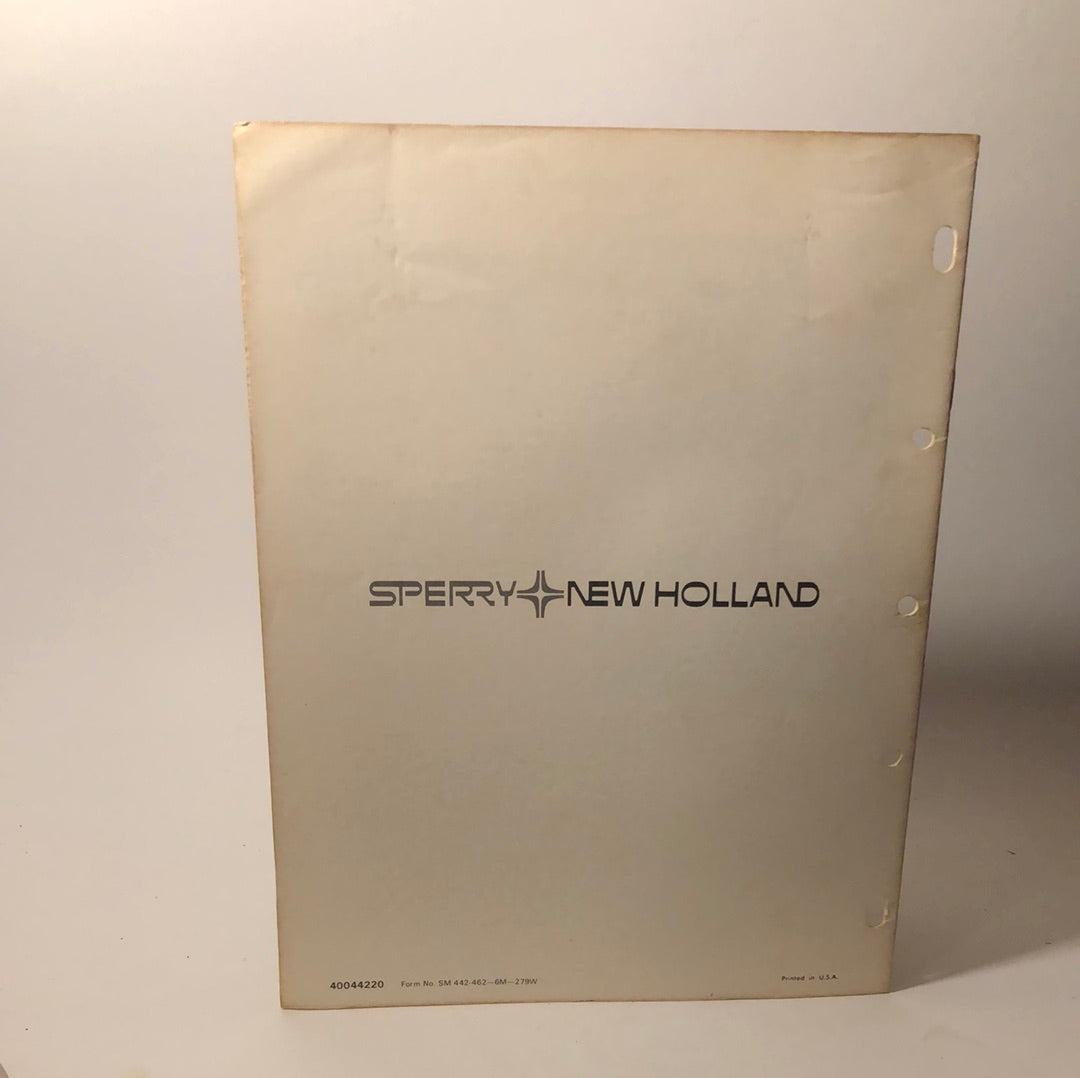 SPERRY NEW HOLLAND
40044220 Form No. SM 442-462—6M—279W
Printed in U.S.A.